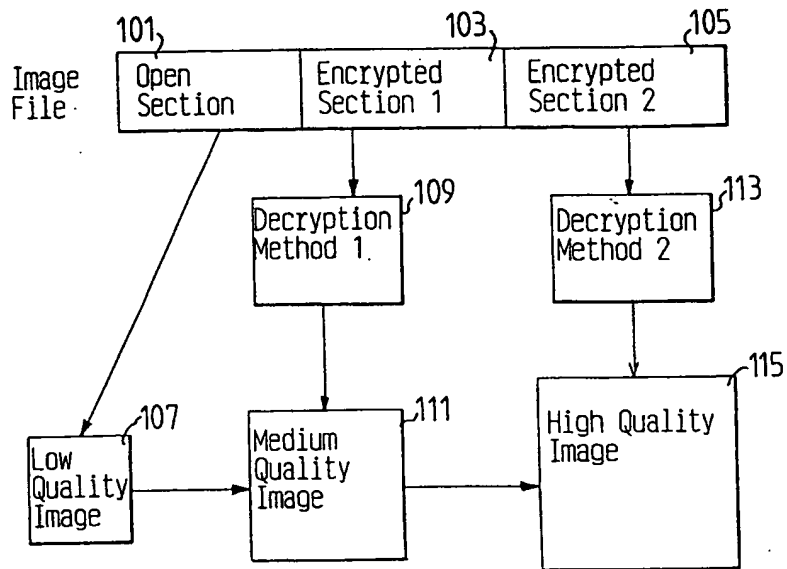 101
103
105
Image
File
Open
Section
Encrypted
Section 1
Encrypted
Section 2
109
113
Decryption
Method 1.
Decryption
Method 2
107
111
115
Low
Quality
Image
Medium
Quality
Image
High Quality
Image